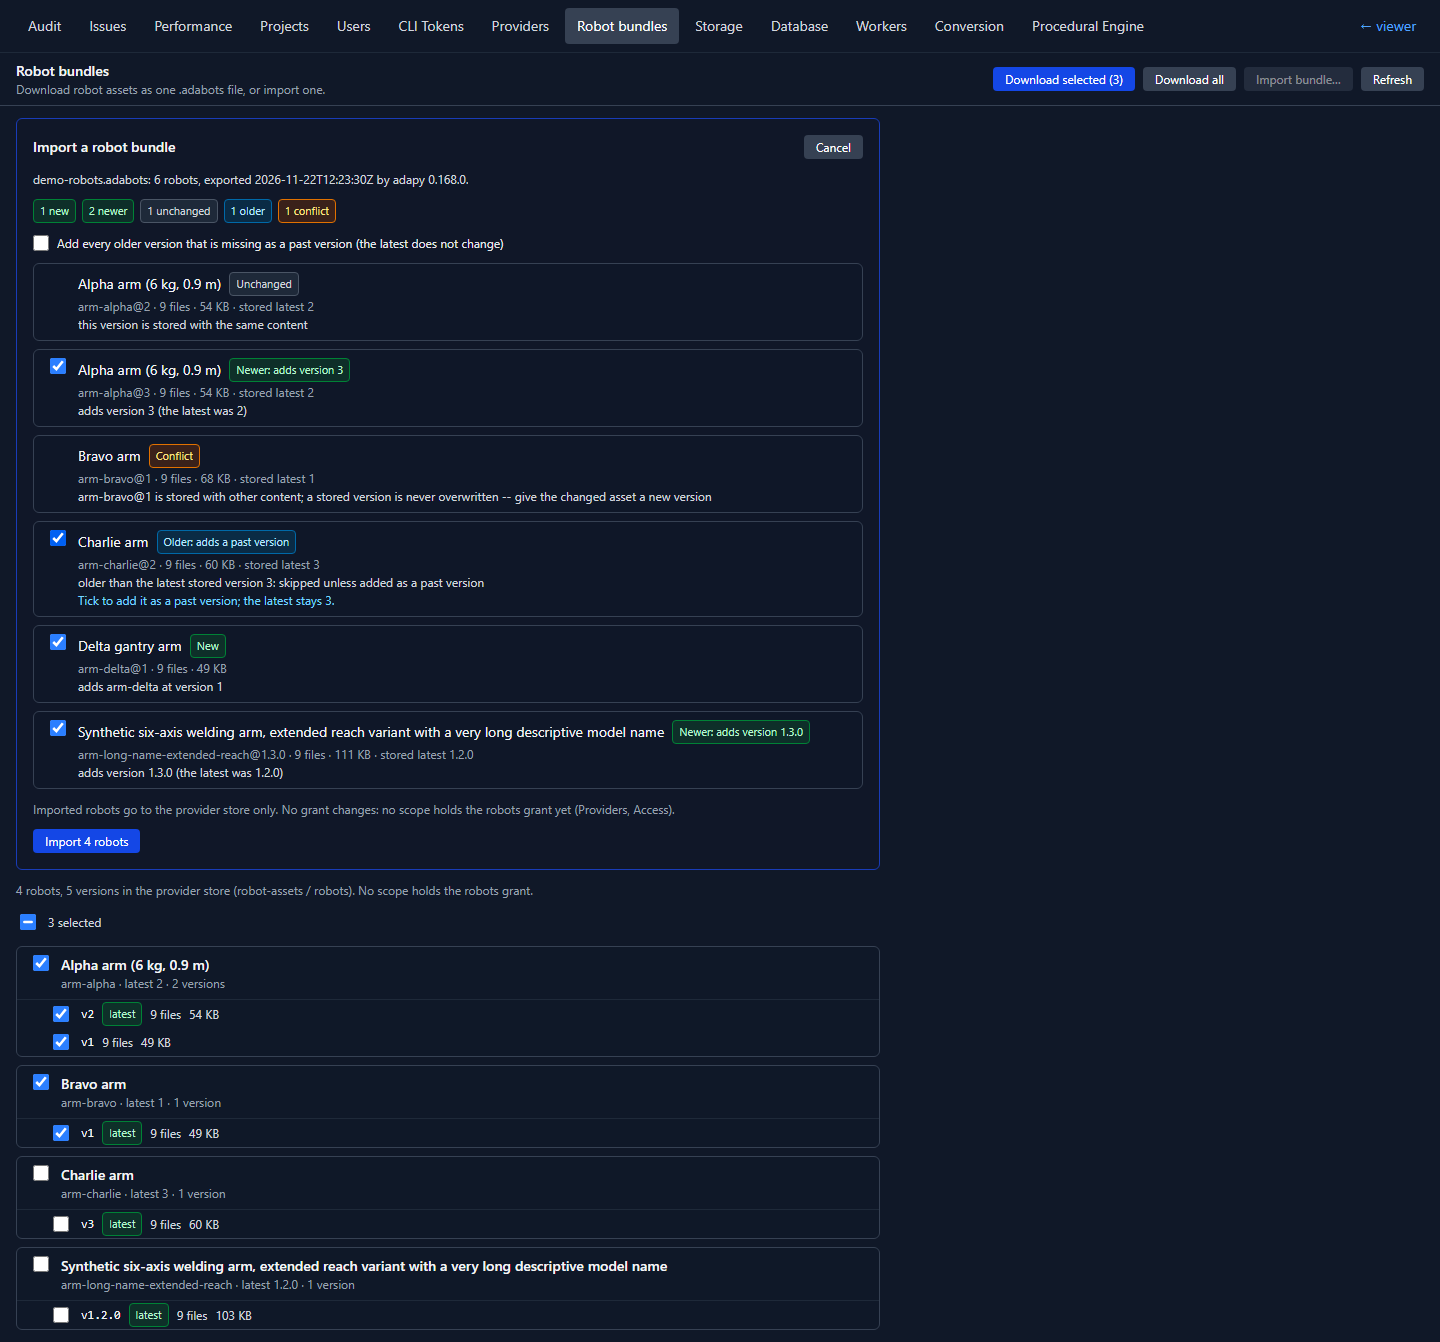 Audit Issues Performance Projects Users CLI Tokens Providers Robot bundles Storage Database Workers Conversion Procedural Engine ← viewer
Robot bundles
Download robot assets as one .adabots file, or import one.
Download selected (3) Download all Import bundle... Refresh
Import a robot bundle Cancel
demo-robots.adabots: 6 robots, exported 2026-11-22T12:23:30Z by adapy 0.168.0.
1 new 2 newer 1 unchanged 1 older 1 conflict
Add every older version that is missing as a past version (the latest does not change)
Alpha arm (6 kg, 0.9 m) Unchanged
arm-alpha@2 · 9 files · 54 KB · stored latest 2
this version is stored with the same content
Alpha arm (6 kg, 0.9 m) Newer: adds version 3
arm-alpha@3 · 9 files · 54 KB · stored latest 2
adds version 3 (the latest was 2)
Bravo arm Conflict
arm-bravo@1 · 9 files · 68 KB · stored latest 1
arm-bravo@1 is stored with other content; a stored version is never overwritten -- give the changed asset a new version
Charlie arm Older: adds a past version
arm-charlie@2 · 9 files · 60 KB · stored latest 3
older than the latest stored version 3: skipped unless added as a past version
Tick to add it as a past version; the latest stays 3.
Delta gantry arm New
arm-delta@1 · 9 files · 49 KB
adds arm-delta at version 1
Synthetic six-axis welding arm, extended reach variant with a very long descriptive model name Newer: adds version 1.3.0
arm-long-name-extended-reach@1.3.0 · 9 files · 111 KB · stored latest 1.2.0
adds version 1.3.0 (the latest was 1.2.0)
Imported robots go to the provider store only. No grant changes: no scope holds the robots grant yet (Providers, Access).
Import 4 robots
4 robots, 5 versions in the provider store (robot-assets / robots). No scope holds the robots grant.
3 selected
Alpha arm (6 kg, 0.9 m)
arm-alpha · latest 2 · 2 versions
v2 latest 9 files 54 KB
v1 9 files 49 KB
Bravo arm
arm-bravo · latest 1 · 1 version
v1 latest 9 files 49 KB
Charlie arm
arm-charlie · latest 3 · 1 version
v3 latest 9 files 60 KB
Synthetic six-axis welding arm, extended reach variant with a very long descriptive model name
arm-long-name-extended-reach · latest 1.2.0 · 1 version
v1.2.0 latest 9 files 103 KB